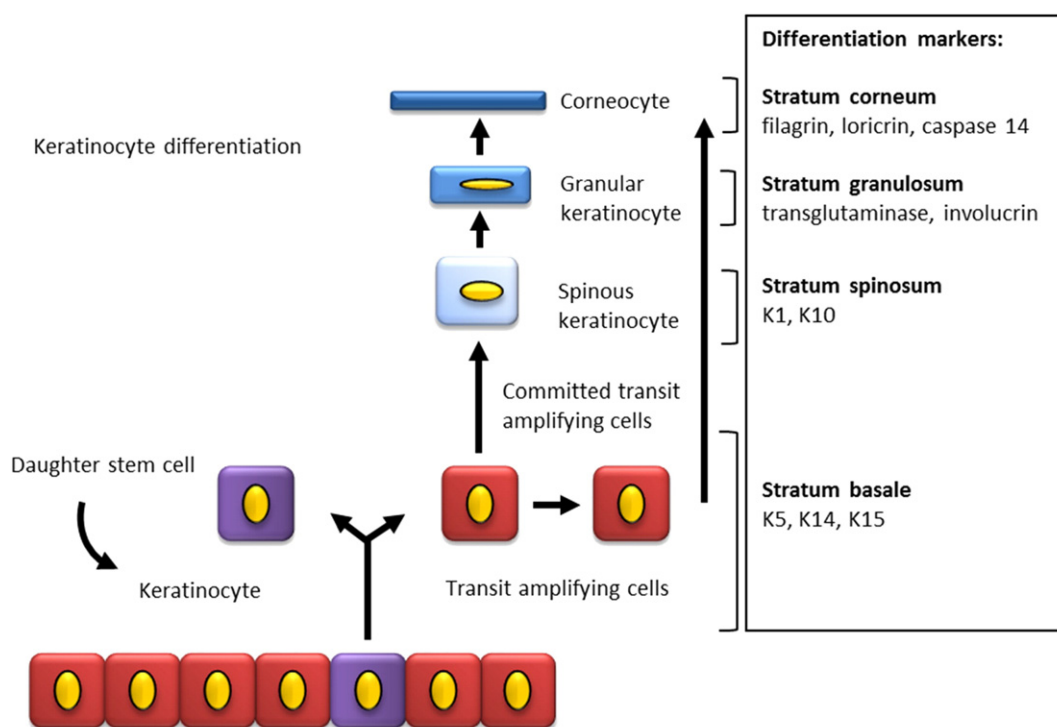 Keratinocyte differentiation
Corneocyte
Granular
keratinocyte
Spinous
keratinocyte
Committed transit
amplifying cells
Daughter stem cell
Keratinocyte
Transit amplifying cells
Differentiation markers:
Stratum corneum
filagrin, loricrin, caspase 14
Stratum granulosum
transglutaminase, involucrin
Stratum spinosum
K1, K10
Stratum basale
K5, K14, K15